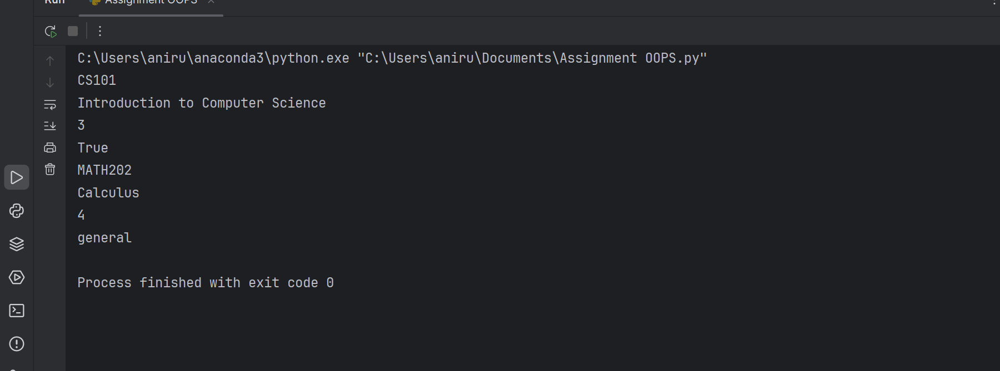 Run Assignment OOPS
C:\Users\aniru\anaconda3\python.exe "C:\Users\aniru\Documents\Assignment OOPS.py"
CS101
Introduction to Computer Science
3
True
MATH202
Calculus
4
general
Process finished with exit code 0